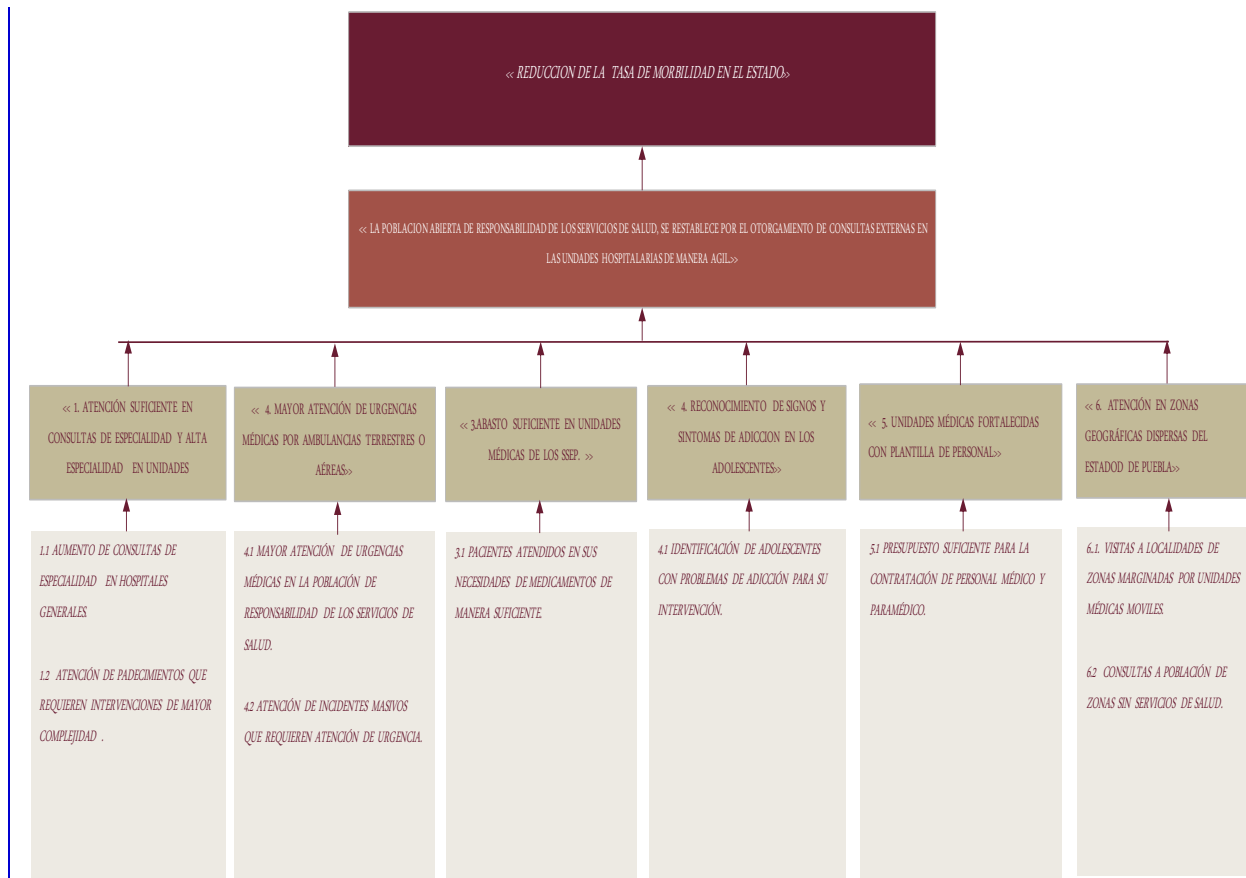 « REDUCCION DE LA TASA DE MORBILIDAD EN EL ESTADO»
« LA POBLACION ABIERTA DE RESPONSABILIDAD DE LOS SERVICIOS DE SALUD, SE RESTABLECE POR EL OTORGAMIENTO DE CONSULTAS EXTERNAS EN
LAS UNDADES HOSPITALARIAS DE MANERA AGIL.»
« 1. ATENCIÓN SUFICIENTE EN
CONSULTAS DE ESPECIALIDAD Y ALTA
ESPECIALIDAD EN UNIDADES
« 4. MAYOR ATENCIÓN DE URGENCIAS
MÉDICAS POR AMBULANCIAS TERRESTRES O
AÉREAS»
« 3.ABASTO SUFICIENTE EN UNIDADES
MÉDICAS DE LOS SSEP. »
« 4. RECONOCIMIENTO DE SIGNOS Y
SINTOMAS DE ADICCION EN LOS
ADOLESCENTES»
« 5. UNIDADES MÉDICAS FORTALECIDAS
CON PLANTILLA DE PERSONAL»
« 6. ATENCIÓN EN ZONAS
GEOGRÁFICAS DISPERSAS DEL
ESTADOD DE PUEBLA»
1.1 AUMENTO DE CONSULTAS DE
ESPECIALIDAD EN HOSPITALES
GENERALES.
1.2 ATENCIÓN DE PADECIMIENTOS QUE
REQUIEREN INTERVENCIONES DE MAYOR
COMPLEJIDAD .
4.1 MAYOR ATENCIÓN DE URGENCIAS
MÉDICAS EN LA POBLACIÓN DE
RESPONSABILIDAD DE LOS SERVICIOS DE
SALUD.
4.2 ATENCIÓN DE INCIDENTES MASIVOS
QUE REQUIEREN ATENCIÓN DE URGENCIA.
3.1 PACIENTES ATENDIDOS EN SUS
NECESIDADES DE MEDICAMENTOS DE
MANERA SUFICIENTE.
4.1 IDENTIFICACIÓN DE ADOLESCENTES
CON PROBLEMAS DE ADICCIÓN PARA SU
INTERVENCIÓN.
5.1 PRESUPUESTO SUFICIENTE PARA LA
CONTRATACIÓN DE PERSONAL MÉDICO Y
PARAMÉDICO.
6.1. VISITAS A LOCALIDADES DE
ZONAS MARGINADAS POR UNIDADES
MÉDICAS MOVILES.
6.2 CONSULTAS A POBLACIÓN DE
ZONAS SIN SERVICIOS DE SALUD.